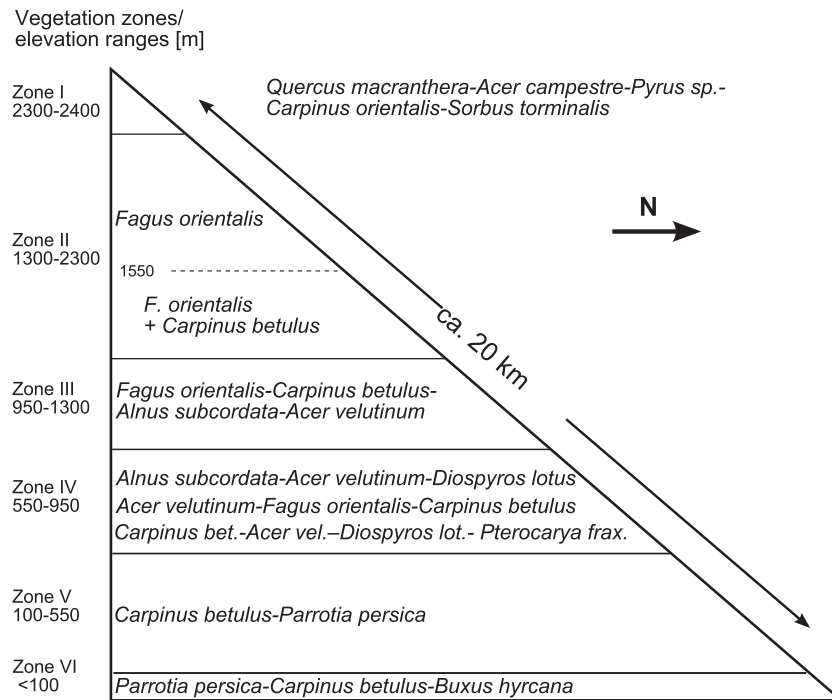 Vegetation zones/
elevation ranges [m]
Zone I
2300-2400
Quercus macranthera-Acer campestre-Pyrus sp.-
Carpinus orientalis-Sorbus torminalis
N
Zone II
1300-2300
Fagus orientalis
1550
F. orientalis
+ Carpinus betulus
ca. 20 km
Zone III
950-1300
Fagus orientalis-Carpinus betulus-
Alnus subcordata-Acer velutinum
Zone IV
550-950
Alnus subcordata-Acer velutinum-Diospyros lotus
Acer velutinum-Fagus orientalis-Carpinus betulus
Carpinus bet.-Acer vel.–Diospyros lot.- Pterocarya frax.
Zone V
100-550
Carpinus betulus-Parrotia persica
Zone VI
<100
Parrotia persica-Carpinus betulus-Buxus hyrcana